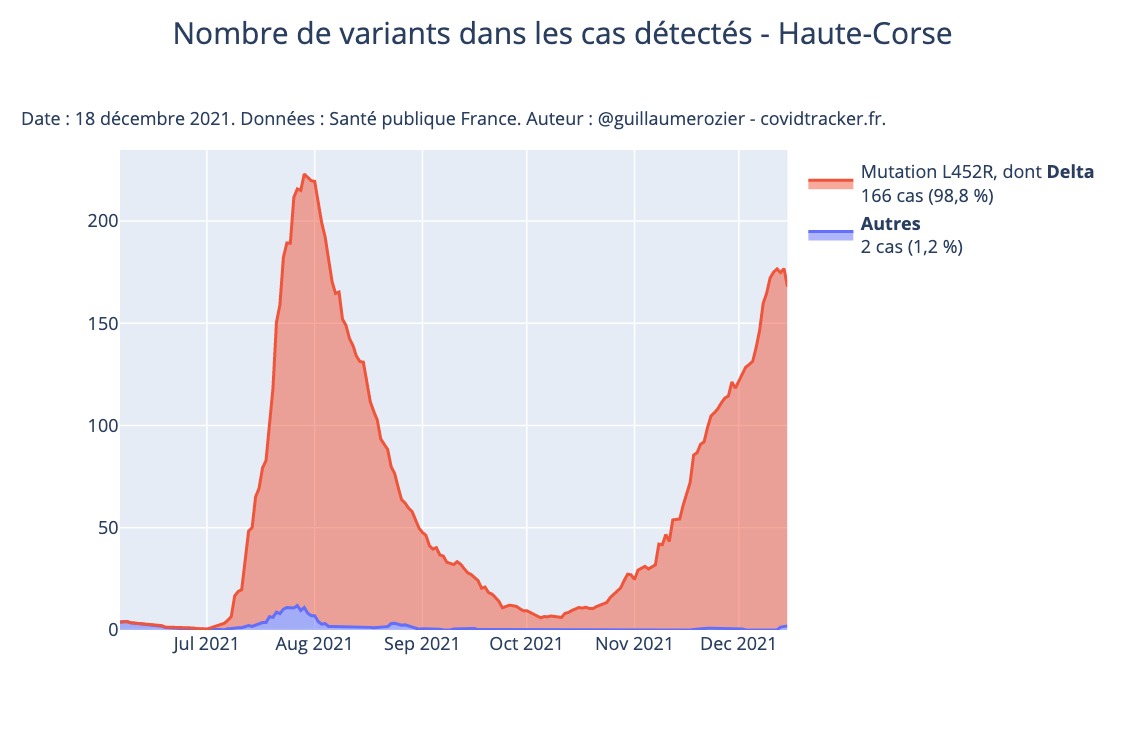 Nombre de variants dans les cas détectés - Haute-Corse
Date : 18 décembre 2021. Données : Santé publique France. Auteur : @guillaumerozier - covidtracker.fr.
Mutation L452R, dont Delta
166 cas (98,8 %)
Autres
2 cas (1,2 %)
200
150
100
50
0
Jul 2021 Aug 2021 Sep 2021 Oct 2021 Nov 2021 Dec 2021